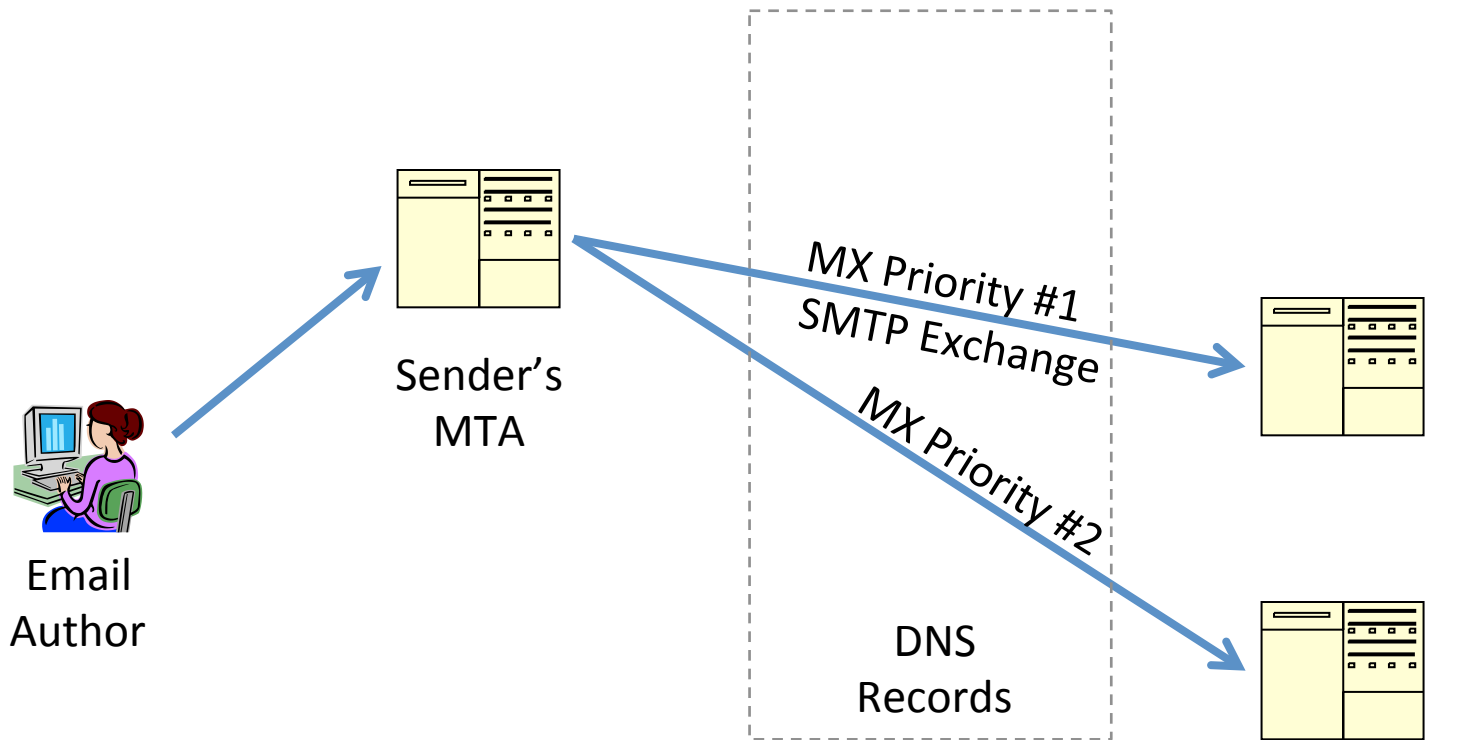 MX Priority #1
SMTP Exchange
Sender’s
MTA
MX Priority #2
Email
Author
DNS
Records